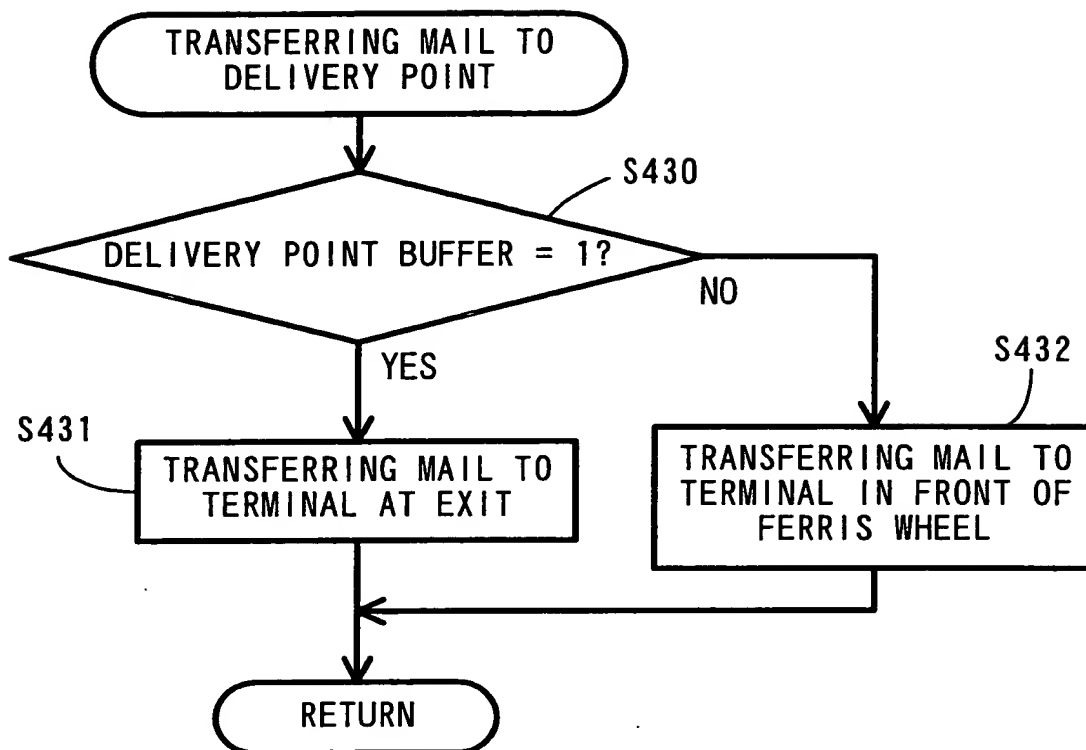 TRANSFERRING MAIL TO
DELIVERY POINT
S430
DELIVERY POINT BUFFER = 1?
NO
YES
S432
S431
TRANSFERRING MAIL TO
TERMINAL AT EXIT
TRANSFERRING MAIL TO
TERMINAL IN FRONT OF
FERRIS WHEEL
RETURN